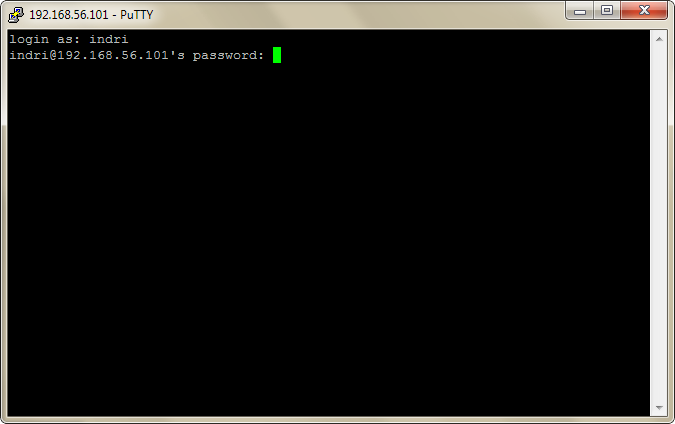 192.168.56.101 - PuTTY
login as: indri
indri@192.168.56.101's password: